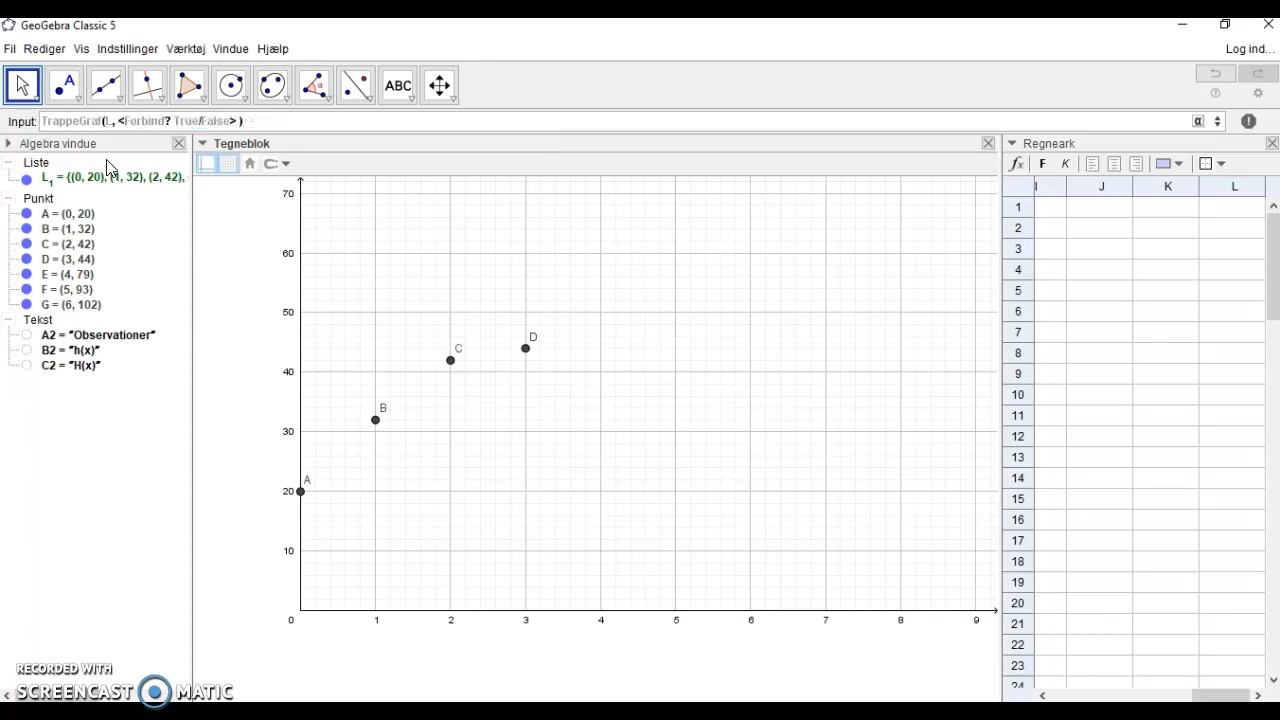 GeoGebra Classic 5
Fil Rediger Vis Indstillinger Værktøj Vindue Hjælp Log ind...
A ABC
Input: TrappeGraf(L, <Forbind? True/False> ) α
Algebra vindue Tegneblok Regneark
fx F K
Liste
L1 = {(0, 20), (1, 32), (2, 42),
Punkt
A = (0, 20)
B = (1, 32)
C = (2, 42)
D = (3, 44)
E = (4, 79)
F = (5, 93)
G = (6, 102)
Tekst
A2 = "Observationer"
B2 = "h(x)"
C2 = "H(x)"
70
60
50
40
30
20
10
0 1 2 3 4 5 6 7 8 9
A
B
C
D
I J K L
1
2
3
4
5
6
7
8
9
10
11
12
13
14
15
16
17
18
19
20
21
22
23
24
RECORDED WITH
SCREENCAST MATIC